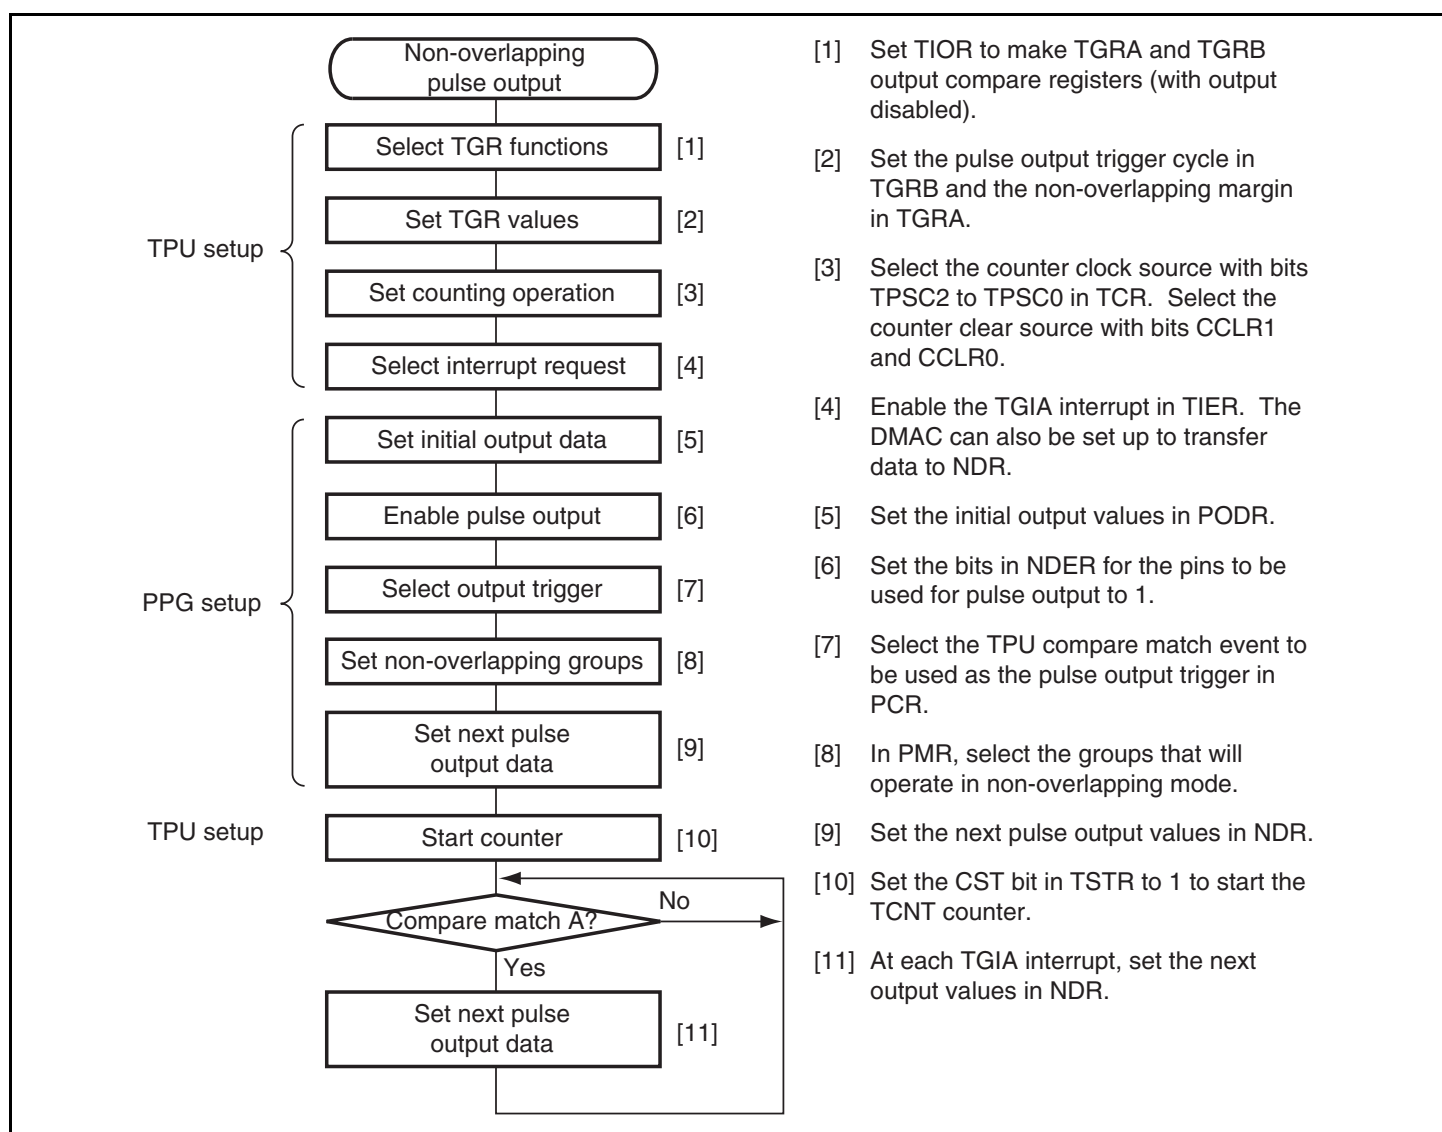 Non-overlapping
pulse output
TPU setup
Select TGR functions [1]
Set TGR values [2]
Set counting operation [3]
Select interrupt request [4]
PPG setup
Set initial output data [5]
Enable pulse output [6]
Select output trigger [7]
Set non-overlapping groups [8]
Set next pulse
output data
[9]
TPU setup
Start counter [10]
Compare match A?
No
Yes
Set next pulse
output data
[11]
[1] Set TIOR to make TGRA and TGRB
output compare registers (with output
disabled).
[2] Set the pulse output trigger cycle in
TGRB and the non-overlapping margin
in TGRA.
[3] Select the counter clock source with bits
TPSC2 to TPSC0 in TCR. Select the
counter clear source with bits CCLR1
and CCLR0.
[4] Enable the TGIA interrupt in TIER. The
DMAC can also be set up to transfer
data to NDR.
[5] Set the initial output values in PODR.
[6] Set the bits in NDER for the pins to be
used for pulse output to 1.
[7] Select the TPU compare match event to
be used as the pulse output trigger in
PCR.
[8] In PMR, select the groups that will
operate in non-overlapping mode.
[9] Set the next pulse output values in NDR.
[10] Set the CST bit in TSTR to 1 to start the
TCNT counter.
[11] At each TGIA interrupt, set the next
output values in NDR.